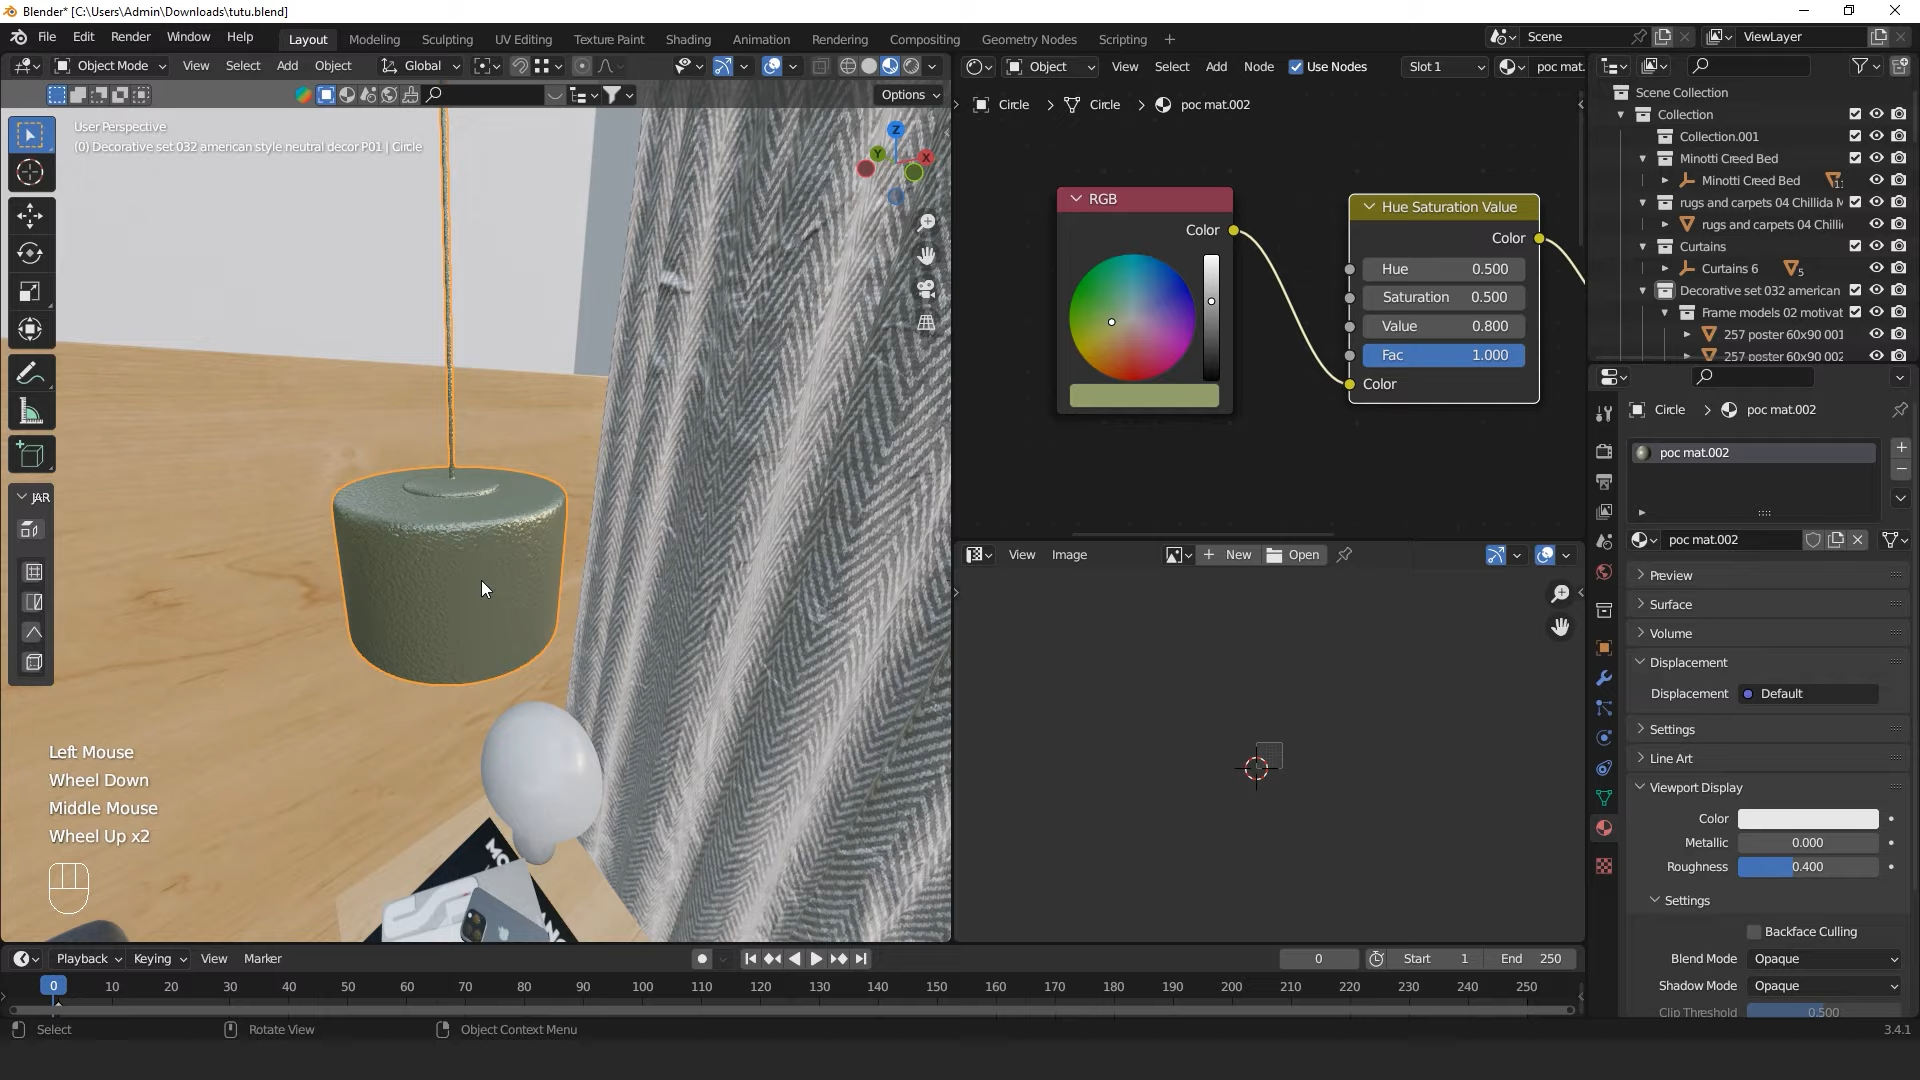 Blender* [C:\Users\Admin\Downloads\tutu.blend]
File Edit Render Window Help Layout Modeling Sculpting UV Editing Texture Paint Shading Animation Rendering Compositing Geometry Nodes Scripting Scene ViewLayer
Object Mode View Select Add Object Global Object View Select Add Node Use Nodes Slot 1 poc mat.
Options
User Perspective
(0) Decorative set 032 american style neutral decor P01 | Circle
Z
Y
X
JAR
Left Mouse
Wheel Down
Middle Mouse
Wheel Up x2
Circle Circle poc mat.002
RGB
Color
Hue Saturation Value
Color
Hue 0.500
Saturation 0.500
Value 0.800
Fac 1.000
Color
View Image New Open
Scene Collection
Collection
Collection.001
Minotti Creed Bed
Minotti Creed Bed
rugs and carpets 04 Chillida M
rugs and carpets 04 Chilli
Curtains
Curtains 6 5
Decorative set 032 american
Frame models 02 motivat
257 poster 60x90 001
257 poster 60x90 002
Circle poc mat.002
poc mat.002
poc mat.002
Preview
Surface
Volume
Displacement
Displacement Default
Settings
Line Art
Viewport Display
Color
Metallic 0.000
Roughness 0.400
Settings
Backface Culling
Blend Mode Opaque
Shadow Mode Opaque
Clip Threshold 0.500
Playback Keying View Marker 0 Start 1 End 250
0 10 20 30 40 50 60 70 80 90 100 110 120 130 140 150 160 170 180 190 200 210 220 230 240 250
Select Rotate View Object Context Menu 3.4.1